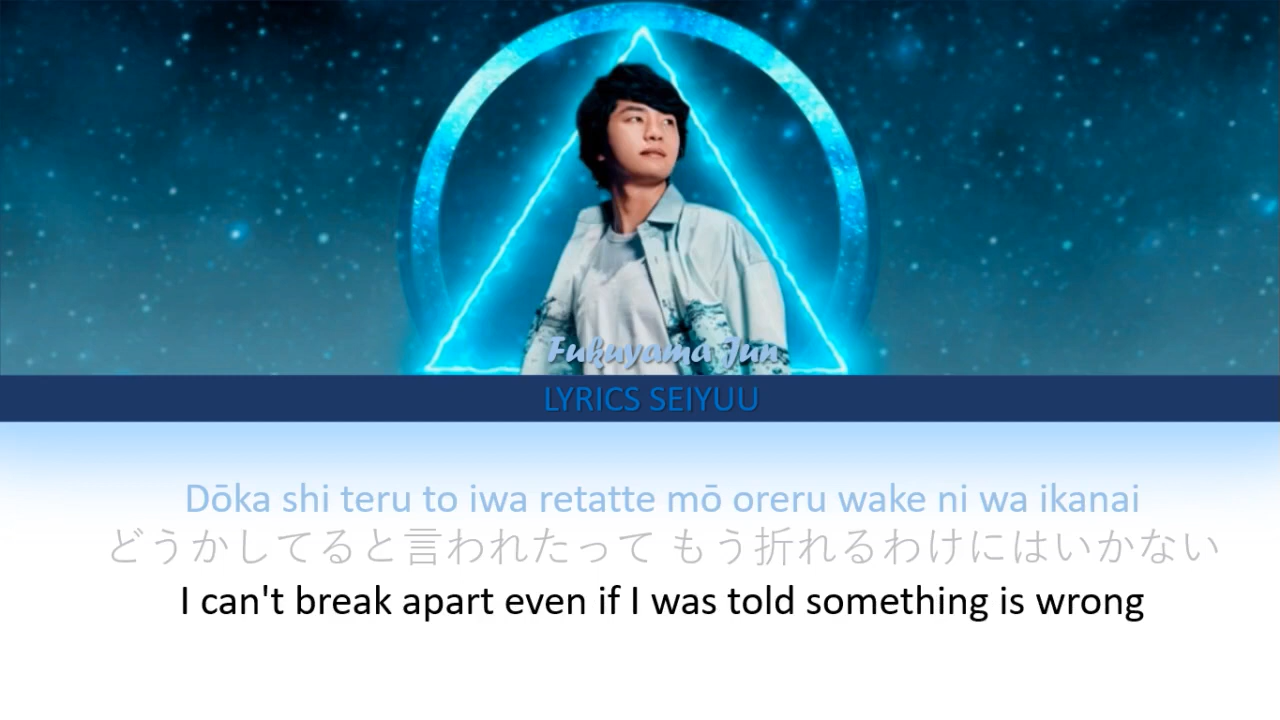 Fukuyama Jun
LYRICS SEIYUU
Dōka shi teru to iwa retatte mō oreru wake ni wa ikanai
どうかしてると言われたって もう折れるわけにはいかない
I can't break apart even if I was told something is wrong